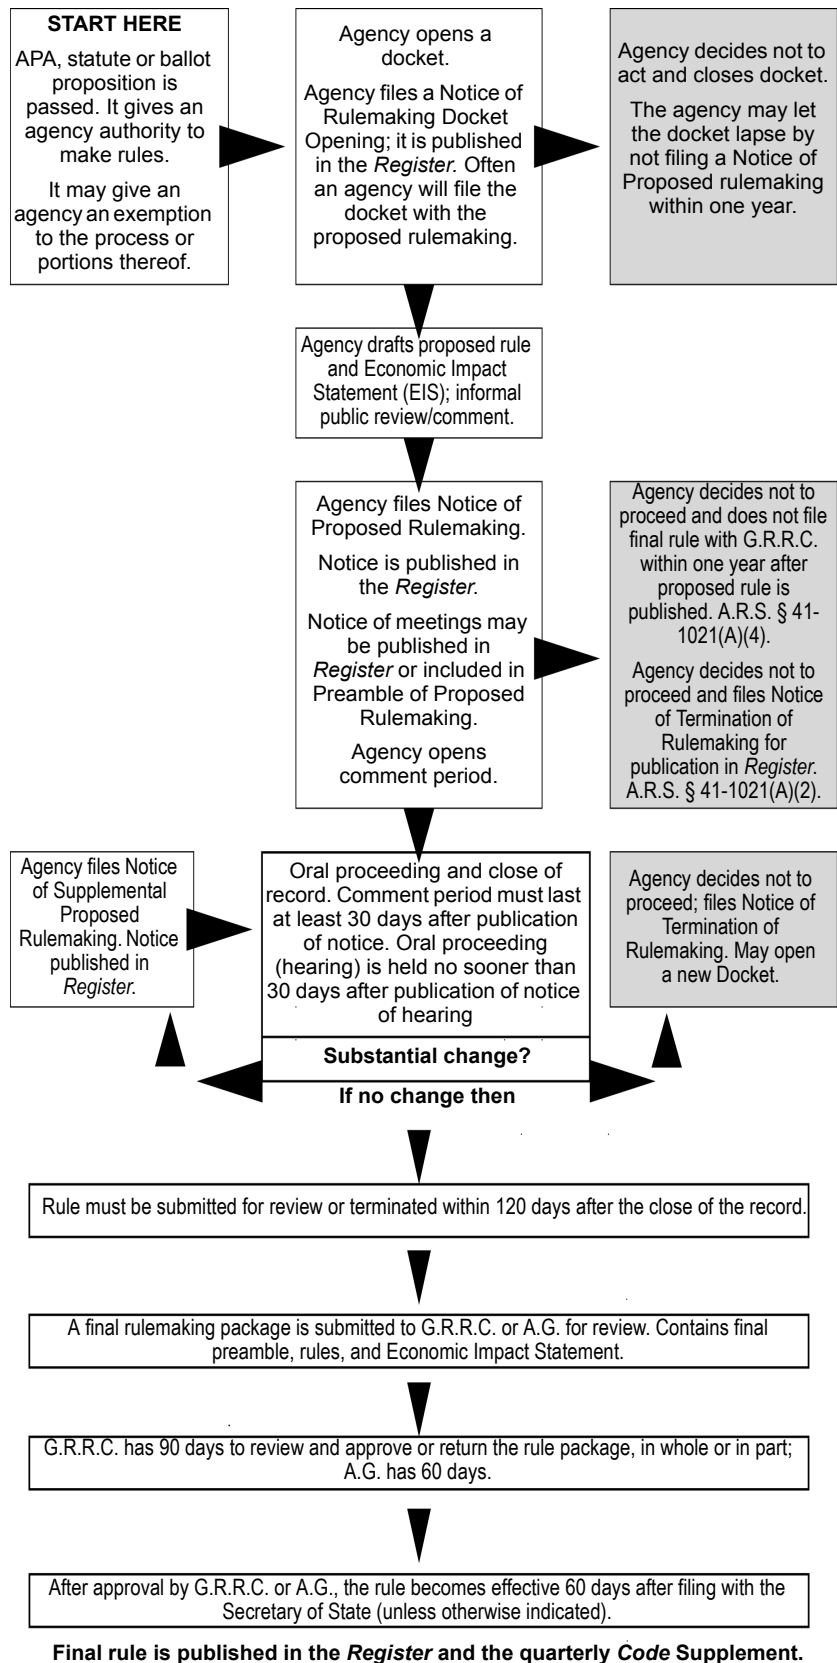 START HERE
APA, statute or ballot
proposition is
passed. It gives an
agency authority to
make rules.
It may give an
agency an exemption
to the process or
portions thereof.
Agency opens a
docket.
Agency files a Notice of
Rulemaking Docket
Opening; it is published
in the Register. Often
an agency will file the
docket with the
proposed rulemaking.
Agency decides not to
act and closes docket.
The agency may let
the docket lapse by
not filing a Notice of
Proposed rulemaking
within one year.
Agency drafts proposed rule
and Economic Impact
Statement (EIS); informal
public review/comment.
Agency files Notice of
Proposed Rulemaking.
Notice is published in
the Register.
Notice of meetings may
be published in
Register or included in
Preamble of Proposed
Rulemaking.
Agency opens
comment period.
Agency decides not to
proceed and does not file
final rule with G.R.R.C.
within one year after
proposed rule is
published. A.R.S. § 41-
1021(A)(4).
Agency decides not to
proceed and files Notice
of Termination of
Rulemaking for
publication in Register.
A.R.S. § 41-1021(A)(2).
Agency files Notice
of Supplemental
Proposed
Rulemaking. Notice
published in
Register.
Oral proceeding and close of
record. Comment period must last
at least 30 days after publication
of notice. Oral proceeding
(hearing) is held no sooner than
30 days after publication of notice
of hearing
Agency decides not to
proceed; files Notice of
Termination of
Rulemaking. May open
a new Docket.
Substantial change?
If no change then
Rule must be submitted for review or terminated within 120 days after the close of the record.
A final rulemaking package is submitted to G.R.R.C. or A.G. for review. Contains final
preamble, rules, and Economic Impact Statement.
G.R.R.C. has 90 days to review and approve or return the rule package, in whole or in part;
A.G. has 60 days.
After approval by G.R.R.C. or A.G., the rule becomes effective 60 days after filing with the
Secretary of State (unless otherwise indicated).
Final rule is published in the Register and the quarterly Code Supplement.